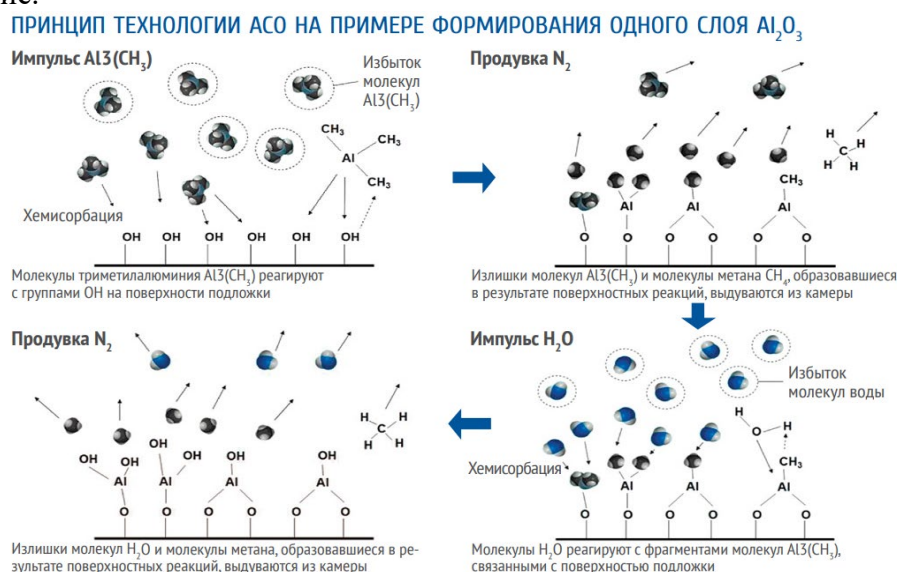 ние.
ПРИНЦИП ТЕХНОЛОГИИ АСО НА ПРИМЕРЕ ФОРМИРОВАНИЯ ОДНОГО СЛОЯ Al₂O₃
Импульс Al3(CH₃)
Избыток
молекул
Al3(CH₃)
CH₃
CH₃
Al
CH₃
Хемисорбация
OH OH OH OH OH OH
Молекулы триметилалюминия Al3(CH₃) реагируют
с группами OH на поверхности подложки
Продувка N₂
H
H C H
H
CH₃
Al Al Al
O O O O O O O
Излишки молекул Al3(CH₃) и молекулы метана CH₄, образовавшиеся
в результате поверхностных реакций, выдуваются из камеры
Продувка N₂
H H
C
H H
OH OH OH OH OH OH
Al Al Al Al
O O O O O O
Излишки молекул H₂O и молекулы метана, образовавшиеся в ре-
зультате поверхностных реакций, выдуваются из камеры
Импульс H₂O
Избыток
молекул воды
H
O H
CH₃
Хемисорбация
Al Al Al
O O O O O O
Молекулы H₂O реагируют с фрагментами молекул Al3(CH₃),
связанными с поверхностью подложки